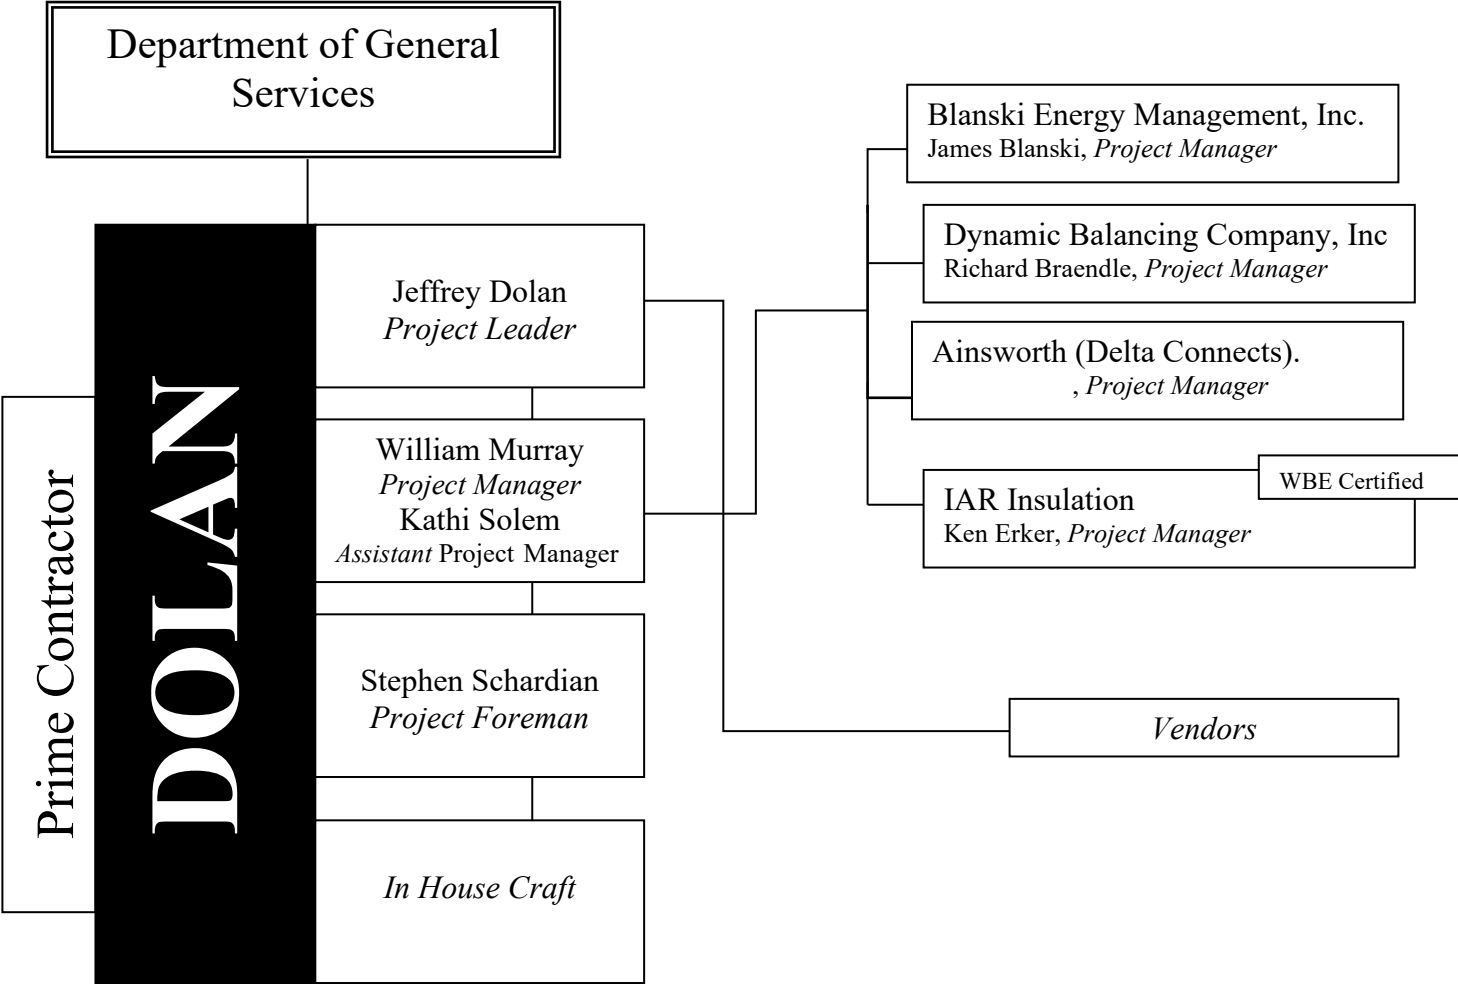 Department of General
Services
Prime Contractor
DOLAN
Jeffrey Dolan
Project Leader
William Murray
Project Manager
Kathi Solem
Assistant Project Manager
Stephen Schardian
Project Foreman
In House Craft
Blanski Energy Management, Inc.
James Blanski, Project Manager
Dynamic Balancing Company, Inc
Richard Braendle, Project Manager
Ainsworth (Delta Connects).
, Project Manager
WBE Certified
IAR Insulation
Ken Erker, Project Manager
Vendors